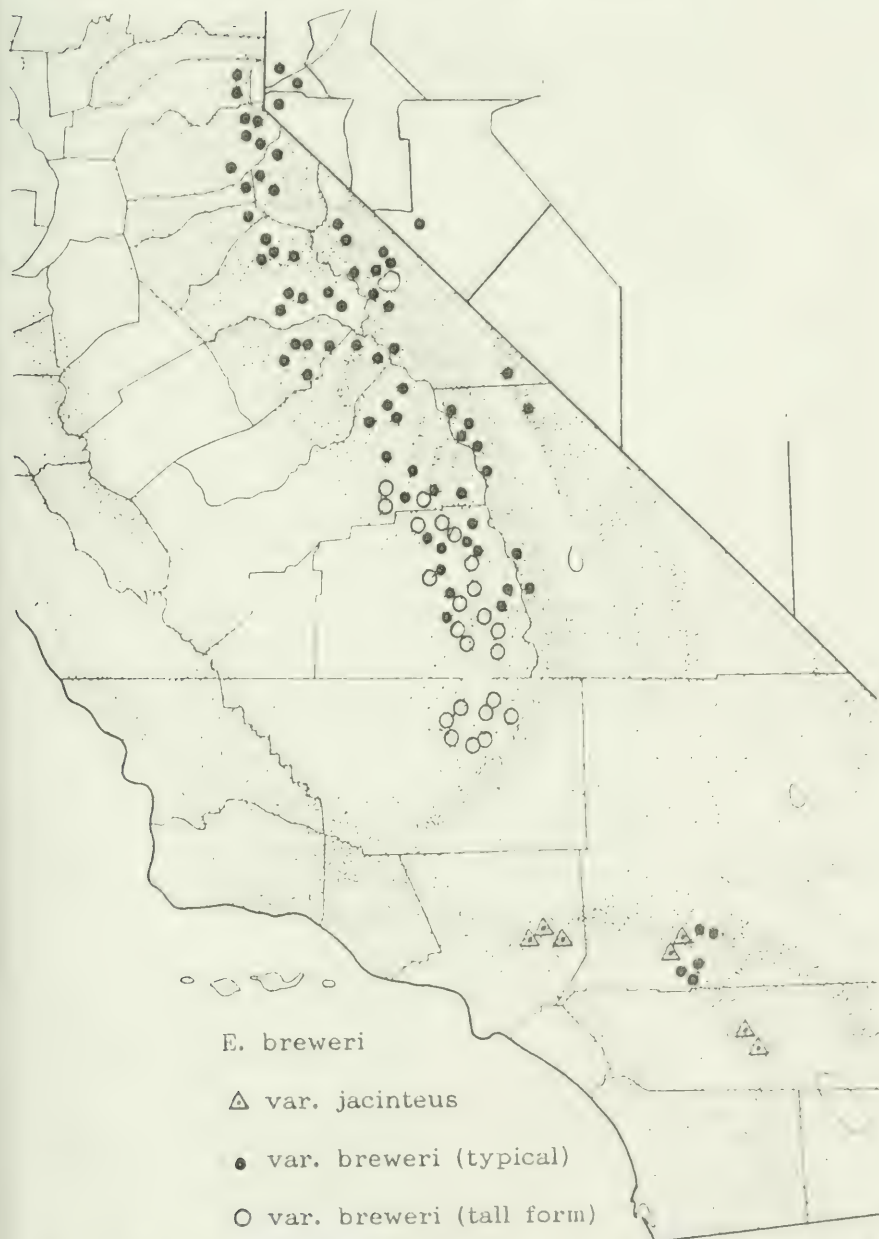 E. breweri
△ var. jacinteus
● var. breweri (typical)
○ var. breweri (tall form)